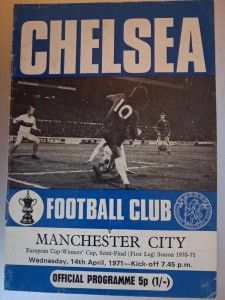 CHELSEA
10
FOOTBALL CLUB
v
MANCHESTER CITY
European Cup-Winners' Cup, Semi-Final (First Leg) Season 1970-71
Wednesday, 14th April, 1971—Kick-off 7.45 p.m.
OFFICIAL PROGRAMME 5p (1/-)